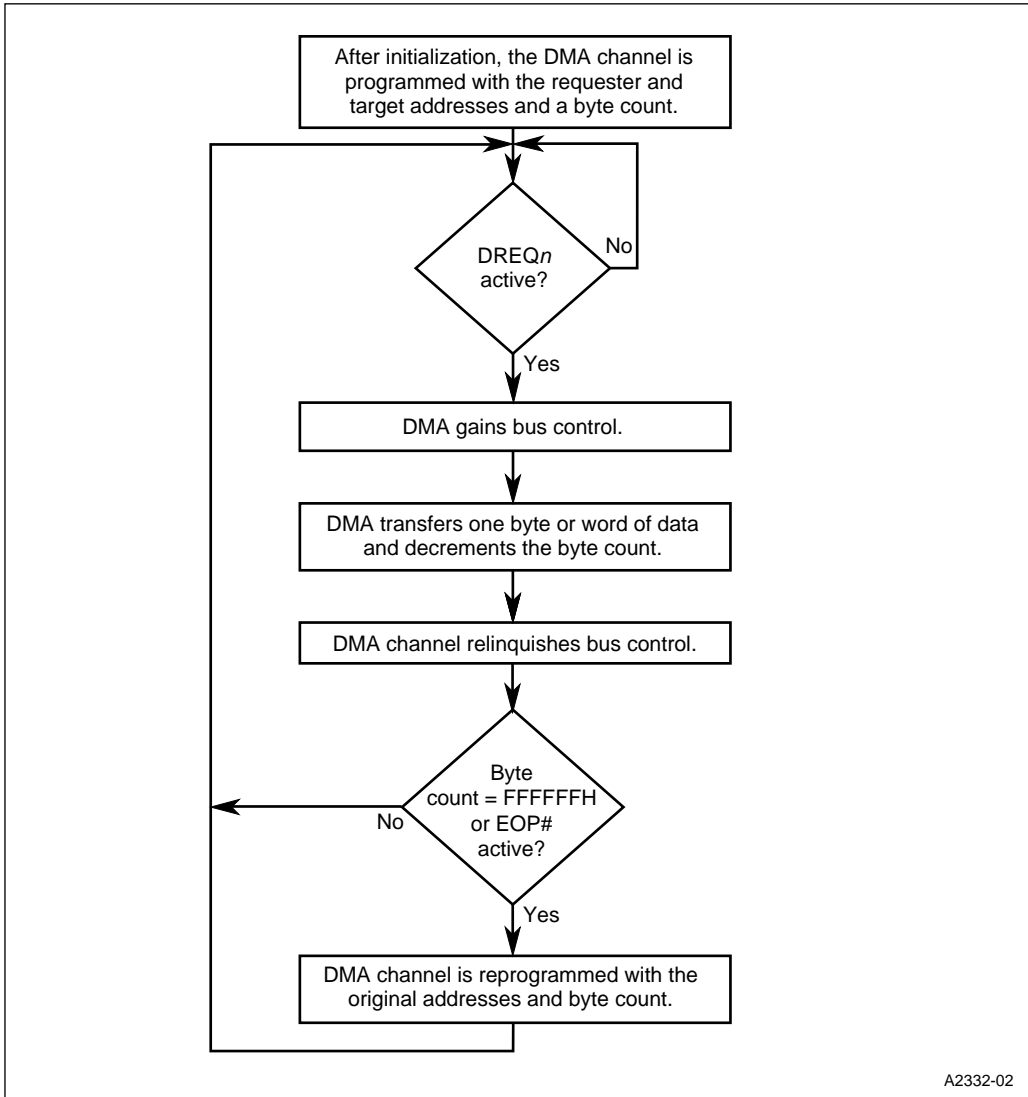 After initialization, the DMA channel is
programmed with the requester and
target addresses and a byte count.
DREQn
active?
No
Yes
DMA gains bus control.
DMA transfers one byte or word of data
and decrements the byte count.
DMA channel relinquishes bus control.
Byte
count = FFFFFFH
or EOP#
active?
No
Yes
DMA channel is reprogrammed with the
original addresses and byte count.
A2332-02